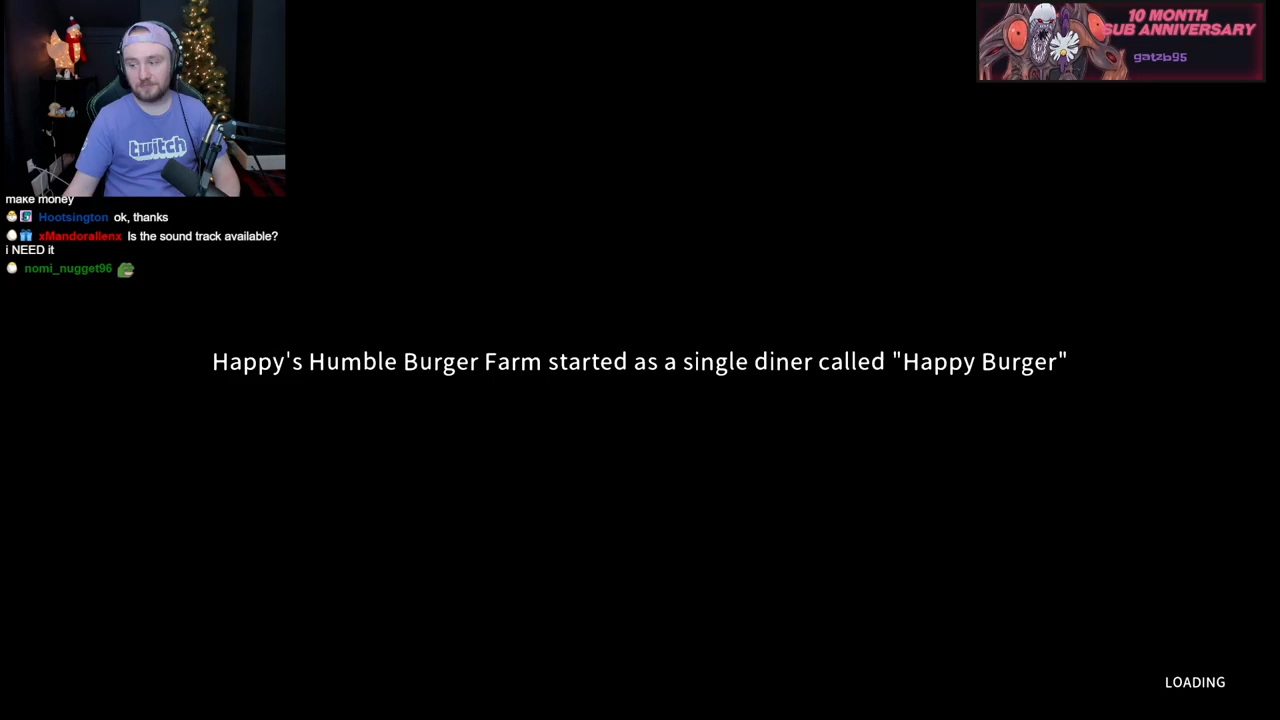 10 MONTH
SUB ANNIVERSARY
gatzb95
twitch
make money
Hootsington ok, thanks
xMandorallenx Is the sound track available?
i NEED it
nomi_nugget96
Happy's Humble Burger Farm started as a single diner called "Happy Burger"
LOADING